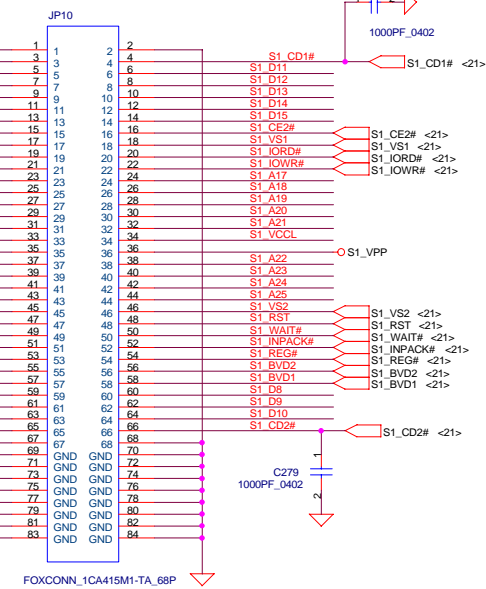 JP10
1000PF_0402
1 1 2 2
3 3 4 4 S1_CD1# S1_CD1# <21>
5 5 6 6 S1_D11
7 7 8 8 S1_D12
9 9 10 10 S1_D13
11 11 12 12 S1_D14
13 13 14 14 S1_D15
15 15 16 16 S1_CE2# S1_CE2# <21>
17 17 18 18 S1_VS1 S1_VS1 <21>
19 19 20 20 S1_IORD# S1_IORD# <21>
21 21 22 22 S1_IOWR# S1_IOWR# <21>
23 23 24 24 S1_A17
25 25 26 26 S1_A18
27 27 28 28 S1_A19
29 29 30 30 S1_A20
31 31 32 32 S1_A21
33 33 34 34 S1_VCCL
35 35 36 36 S1_VPP
37 37 38 38 S1_A22
39 39 40 40 S1_A23
41 41 42 42 S1_A24
43 43 44 44 S1_A25
45 45 46 46 S1_VS2 S1_VS2 <21>
47 47 48 48 S1_RST S1_RST <21>
49 49 50 50 S1_WAIT# S1_WAIT# <21>
51 51 52 52 S1_INPACK# S1_INPACK# <21>
53 53 54 54 S1_REG# S1_REG# <21>
55 55 56 56 S1_BVD2 S1_BVD2 <21>
57 57 58 58 S1_BVD1 S1_BVD1 <21>
59 59 60 60 S1_D8
61 61 62 62 S1_D9
63 63 64 64 S1_D10
65 65 66 66 S1_CD2# S1_CD2# <21>
67 67 68 68
69 GND GND 70
71 GND GND 72
73 GND GND 74
75 GND GND 76
77 GND GND 78
79 GND GND 80
81 GND GND 82
83 GND GND 84
1
C279
1000PF_0402
2
FOXCONN_1CA415M1-TA_68P